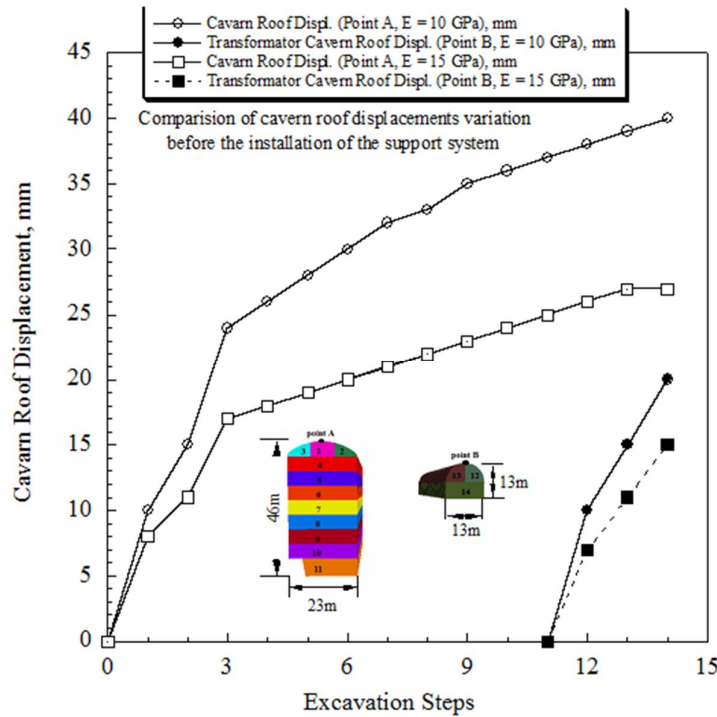 Cavarn Roof Displ. (Point A, E = 10 GPa), mm
Transformator Cavern Roof Displ. (Point B, E = 10 GPa), mm
Cavarn Roof Displ. (Point A, E = 15 GPa), mm
Transformator Cavern Roof Displ. (Point B, E = 15 GPa), mm
Comparision of cavern roof displacements variation
before the installation of the support system
Cavarn Roof Displacement, mm
45
40
35
30
25
20
15
10
5
0
point A
3 1 2
4
5
6
7
8
9
10
11
46m
23m
point B
13 12
14
13m
13m
0 3 6 9 12 15
Excavation Steps